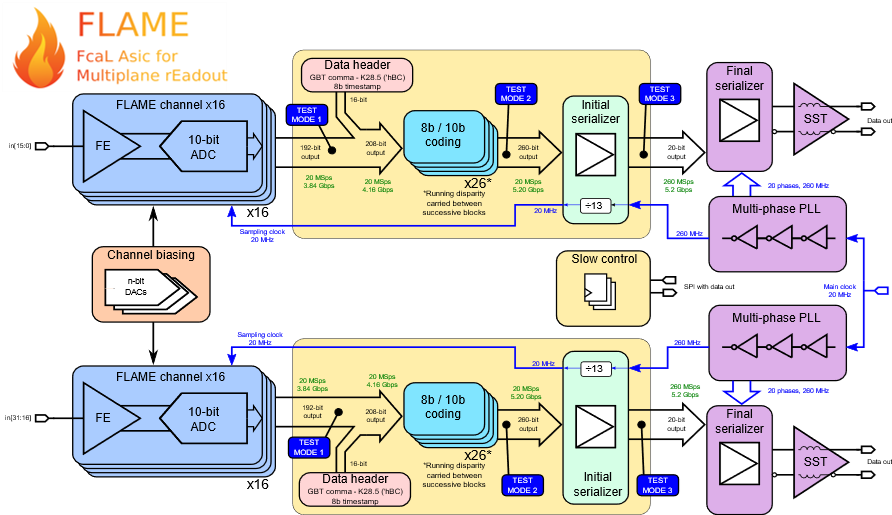 FLAME
FcaL Asic for
Multiplane rEadout
FLAME channel x16
FE
10-bit
ADC
x16
in[15:0]
Data header
GBT comma - K28.5 ('hBC)
8b timestamp
16-bit
TEST
MODE 1
192-bit
output
208-bit
output
20 MSps
3.84 Gbps
20 MSps
4.16 Gbps
8b / 10b
coding
x26*
*Running disparity
carried between
successive blocks
TEST
MODE 2
260-bit
output
20 MSps
5.20 Gbps
Initial
serializer
÷13
20 MHz
TEST
MODE 3
20-bit
output
260 MSps
5.2 Gbps
Final
serializer
SST
Data out
20 phases, 260 MHz
Multi-phase PLL
260 MHz
Sampling clock
20 MHz
Channel biasing
n-bit
DACs
Slow control
SPI with data out
Main clock
20 MHz
Multi-phase PLL
260 MHz
20 phases, 260 MHz
Sampling clock
20 MHz
FLAME channel x16
FE
10-bit
ADC
x16
in[31:16]
20 MSps
3.84 Gbps
20 MSps
4.16 Gbps
192-bit
output
208-bit
output
TEST
MODE 1
16-bit
Data header
GBT comma - K28.5 ('hBC)
8b timestamp
8b / 10b
coding
x26*
*Running disparity
carried between
successive blocks
20 MSps
5.20 Gbps
260-bit
output
TEST
MODE 2
20 MHz
÷13
Initial
serializer
260 MSps
5.2 Gbps
20-bit
output
TEST
MODE 3
Final
serializer
SST
Data out